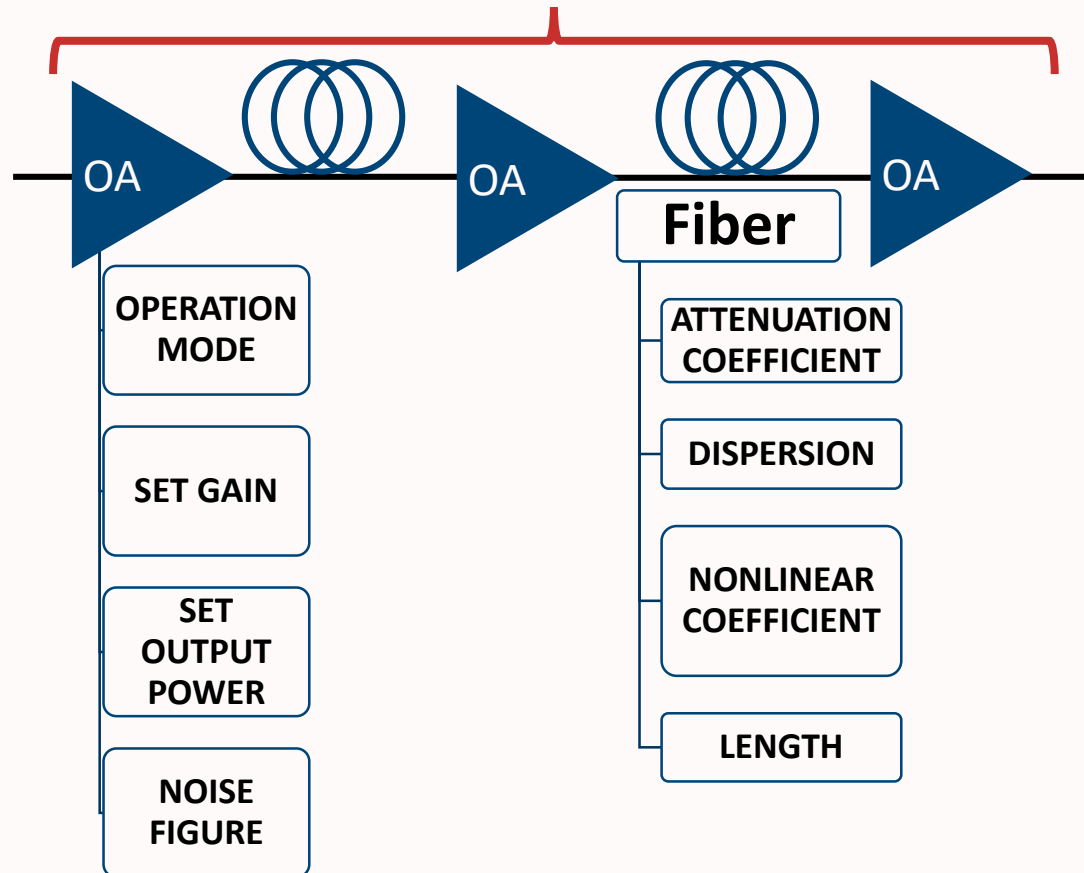 OA
OA
OA
Fiber
OPERATION
MODE
SET GAIN
SET
OUTPUT
POWER
NOISE
FIGURE
ATTENUATION
COEFFICIENT
DISPERSION
NONLINEAR
COEFFICIENT
LENGTH